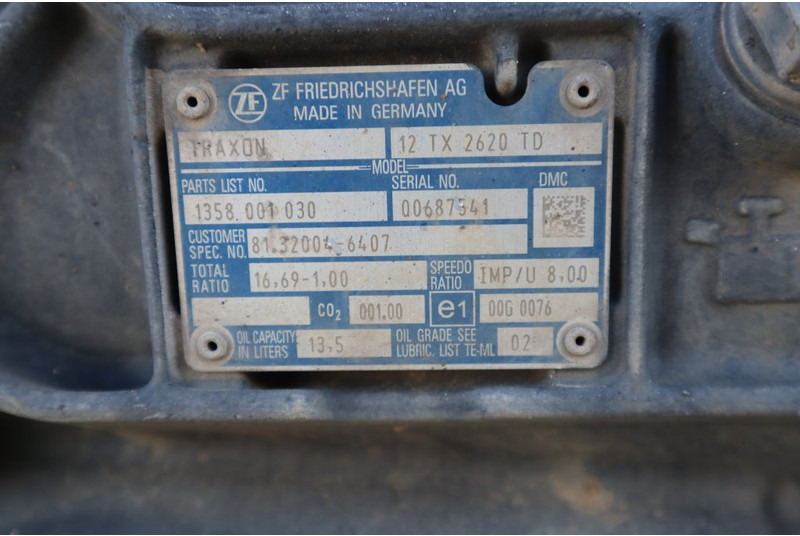 ZF FRIEDRICHSHAFEN AG
MADE IN GERMANY
TRAXON 12 TX 2620 TD
MODEL
PARTS LIST NO. SERIAL NO. DMC
1358 001 030 00687541
CUSTOMER SPEC. NO. 81.32004-6407
TOTAL RATIO 16,69-1,00 SPEEDO RATIO IMP/U 8,00
CO2 001.00 e1 00G 0076
OIL CAPACITY IN LITERS 13,5 OIL GRADE SEE LUBRIC. LIST TE-ML 02